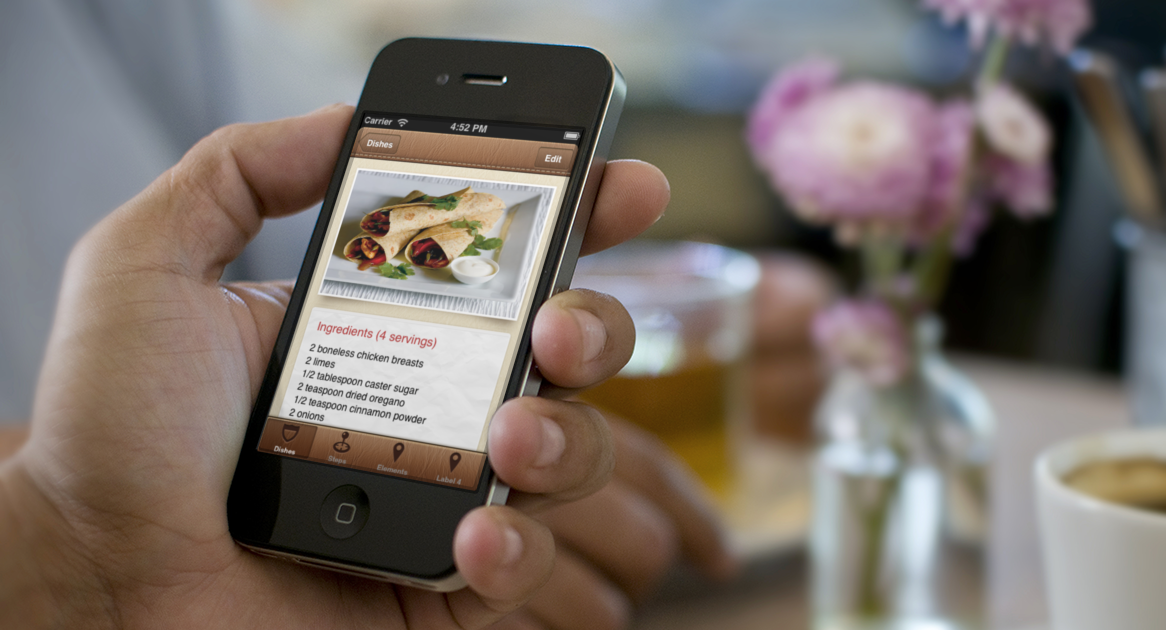 Carrier 4:52 PM
Dishes Edit
Ingredients (4 servings)
2 boneless chicken breasts
2 limes
1/2 tablespoon caster sugar
2 teaspoon dried oregano
1/2 teaspoon cinnamon powder
2 onions
Dishes Steps Elements Label 4